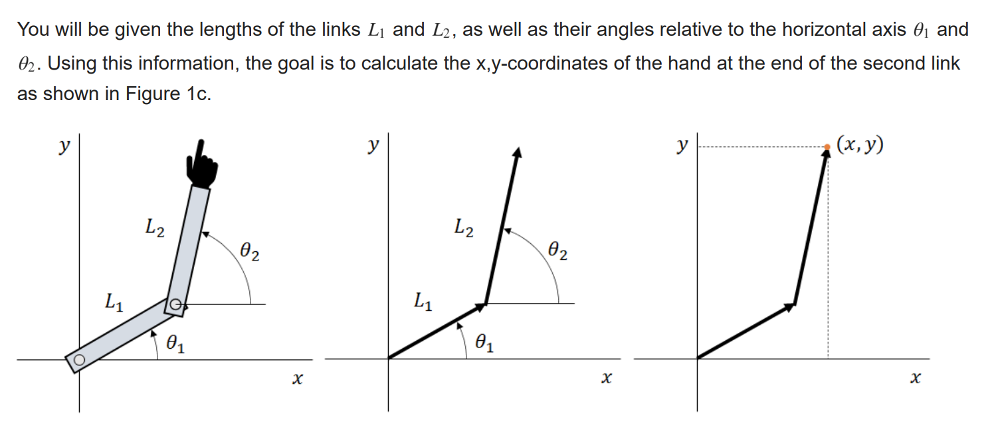 You will be given the lengths of the links L₁ and L₂, as well as their angles relative to the horizontal axis θ₁ and
θ₂. Using this information, the goal is to calculate the x,y-coordinates of the hand at the end of the second link
as shown in Figure 1c.
y
L₂
θ₂
L₁
θ₁
x
y
L₂
θ₂
L₁
θ₁
x
y
(x, y)
x